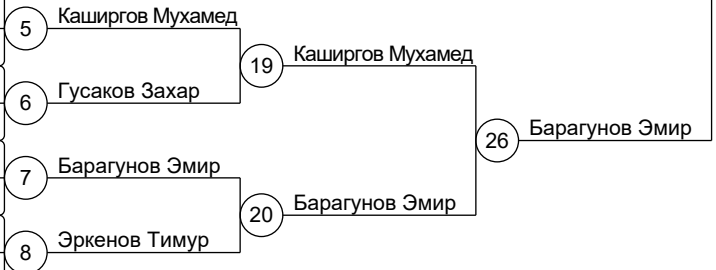 5 Каширгов Мухамед
19 Каширгов Мухамед
6 Гусаков Захар
26 Барагунов Эмир
7 Барагунов Эмир
20 Барагунов Эмир
8 Эркенов Тимур